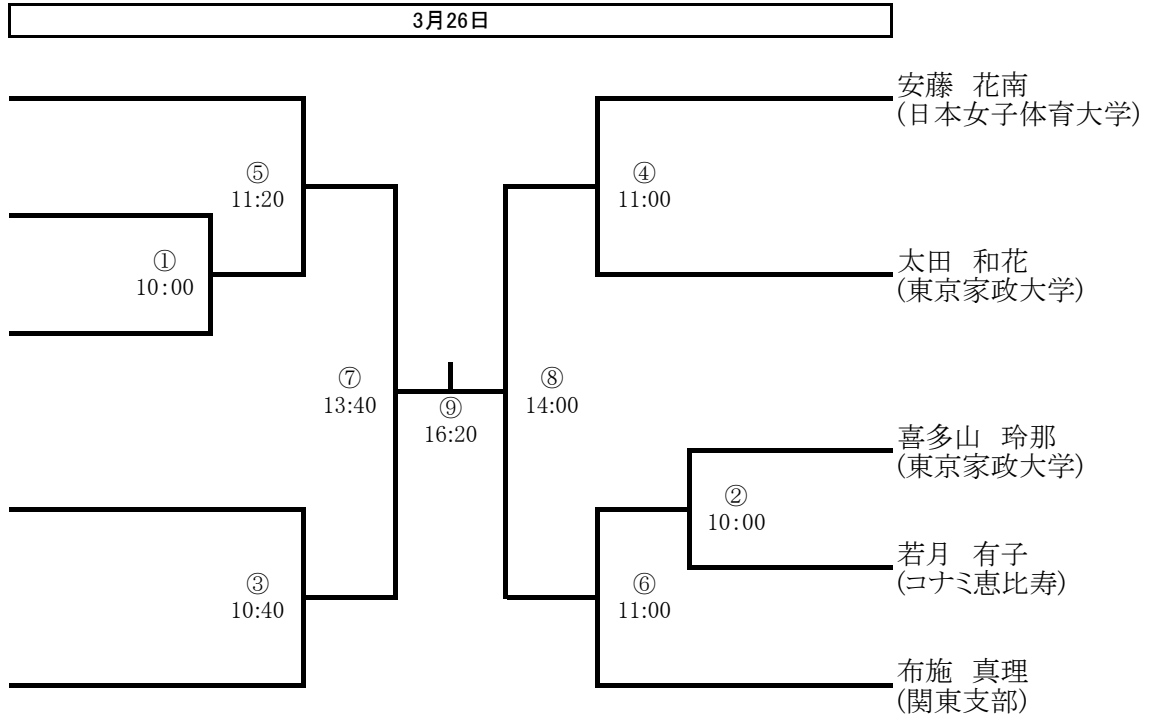 3月26日
安藤　花南
(日本女子体育大学)
⑤
11:20
④
11:00
①
10:00
太田　和花
(東京家政大学)
⑦
13:40
⑨
16:20
⑧
14:00
喜多山　玲那
(東京家政大学)
②
10:00
若月　有子
(コナミ恵比寿)
③
10:40
⑥
11:00
布施　真理
(関東支部)